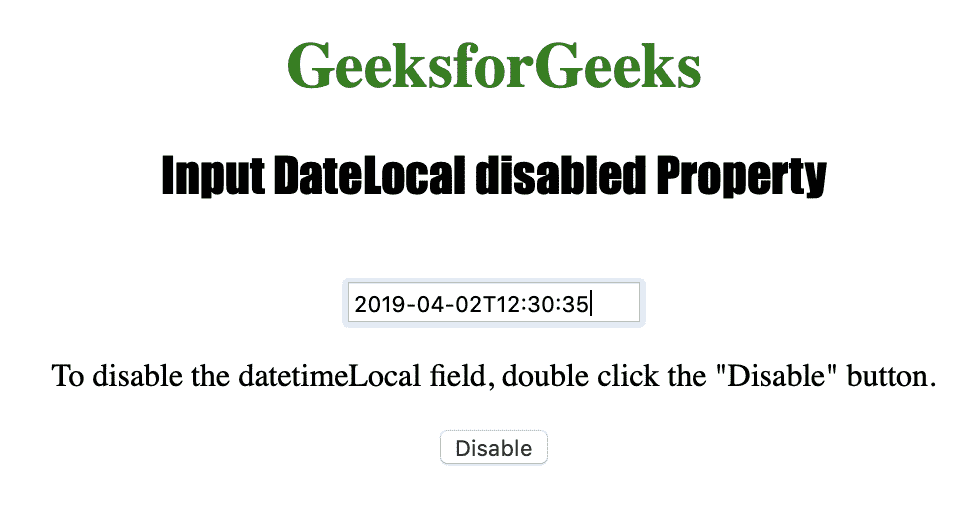 GeeksforGeeks
Input DateLocal disabled Property
2019-04-02T12:30:35
To disable the datetimeLocal field, double click the "Disable" button.
Disable